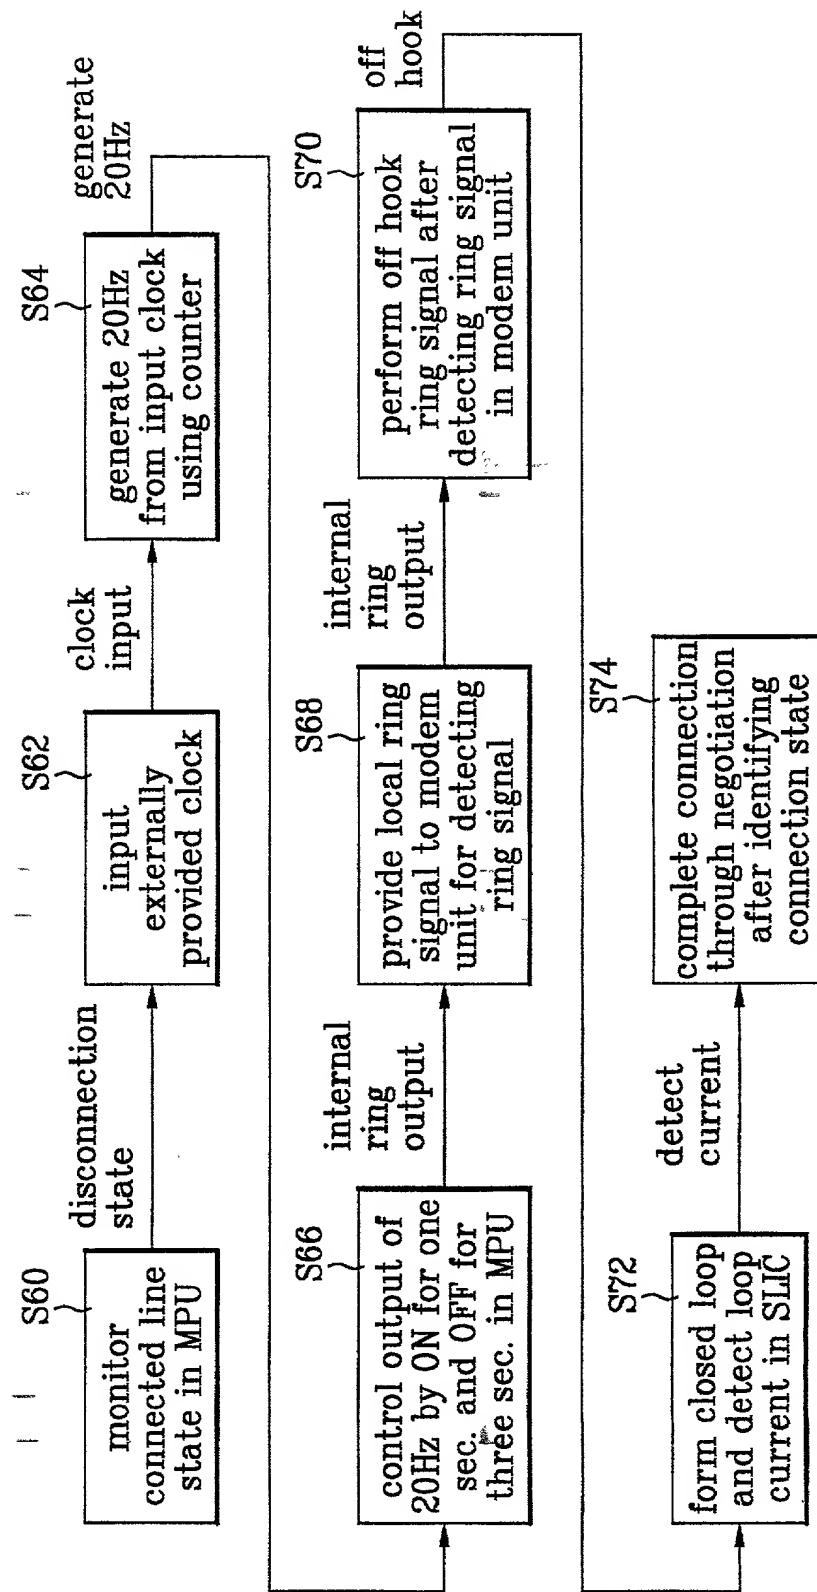 S60
monitor
connected line
state in MPU
disconnection
state
S62
input
externally
provided clock
clock
input
S64
generate 20Hz
from input clock
using counter
generate
20Hz
S66
control output of
20Hz by ON for one
sec. and OFF for
three sec. in MPU
internal
ring
output
S68
provide local ring
signal to modem
unit for detecting
ring signal
internal
ring
output
S70
perform off hook
ring signal after
detecting ring signal
in modem unit
off
hook
S72
form closed loop
and detect loop
current in SLIC
detect
current
S74
complete connection
through negotiation
after identifying
connection state